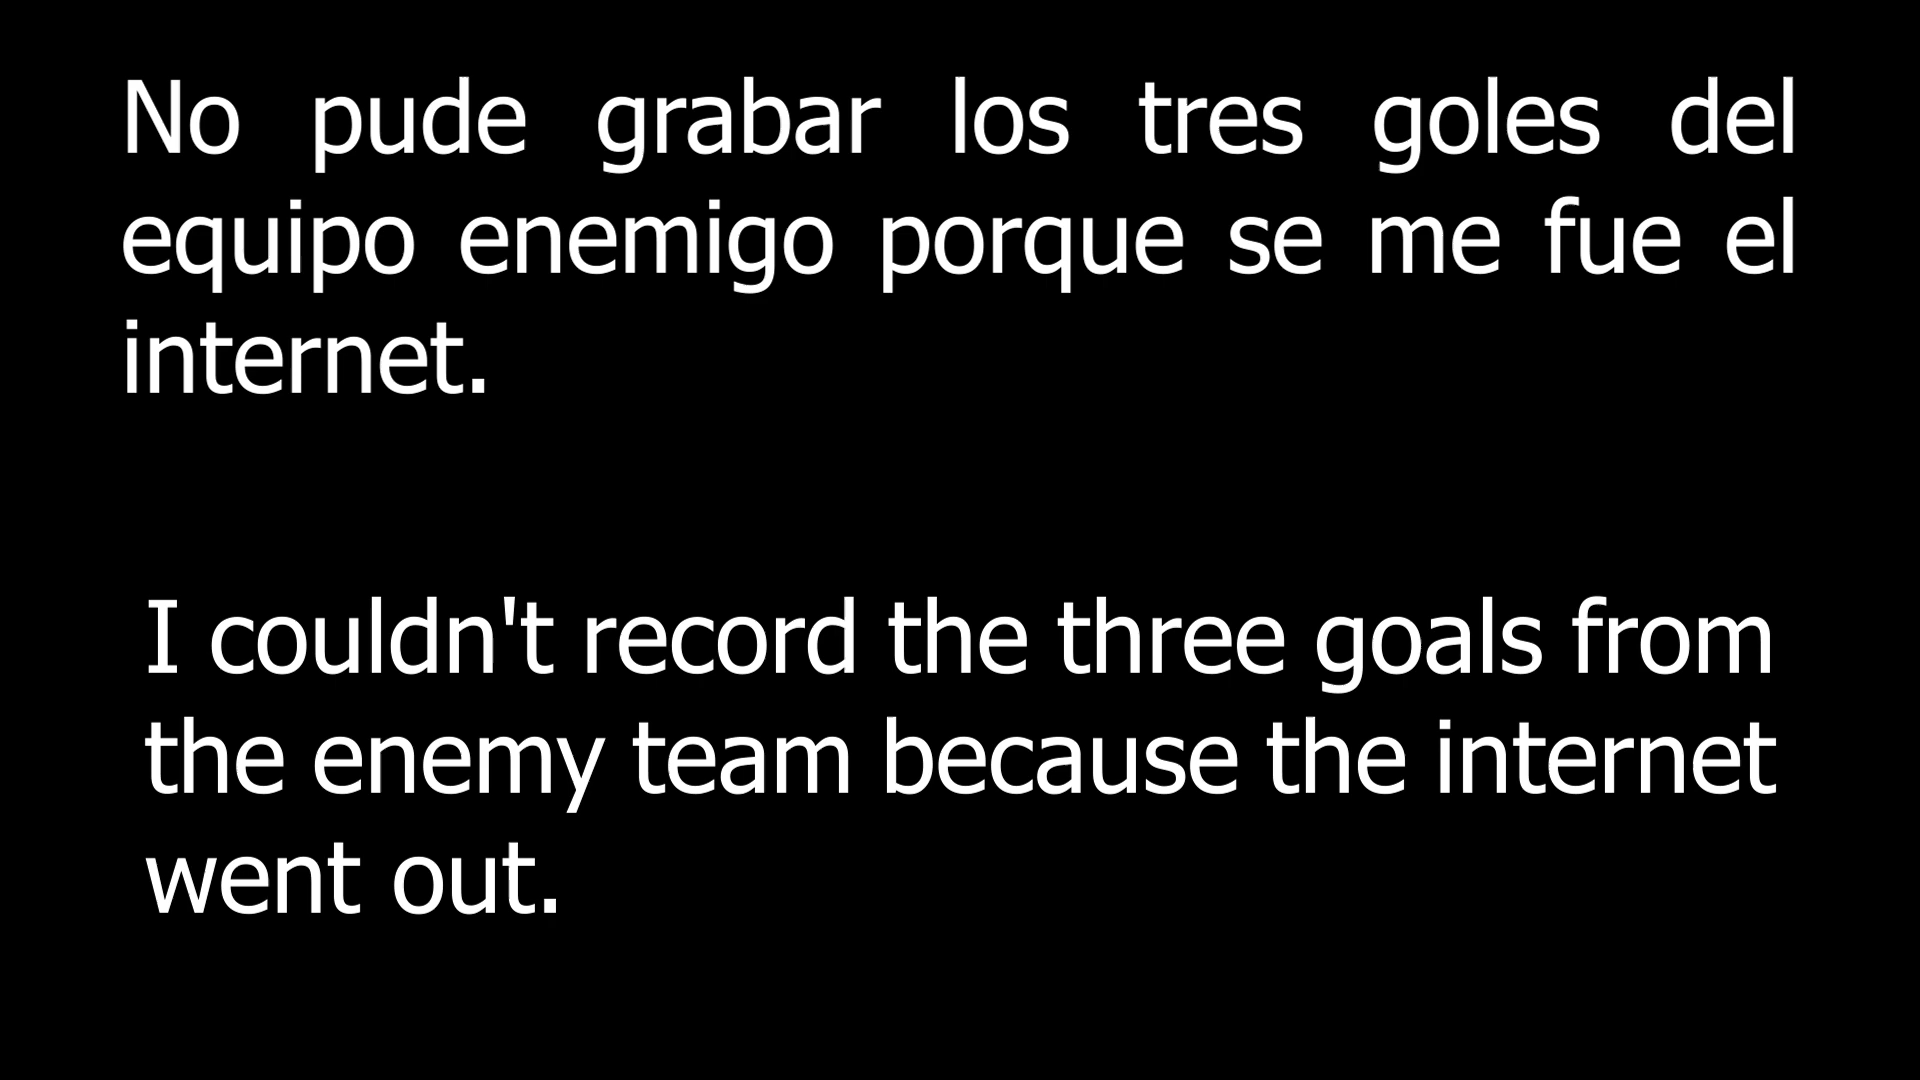 No pude grabar los tres goles del
equipo enemigo porque se me fue el
internet.
I couldn't record the three goals from
the enemy team because the internet
went out.